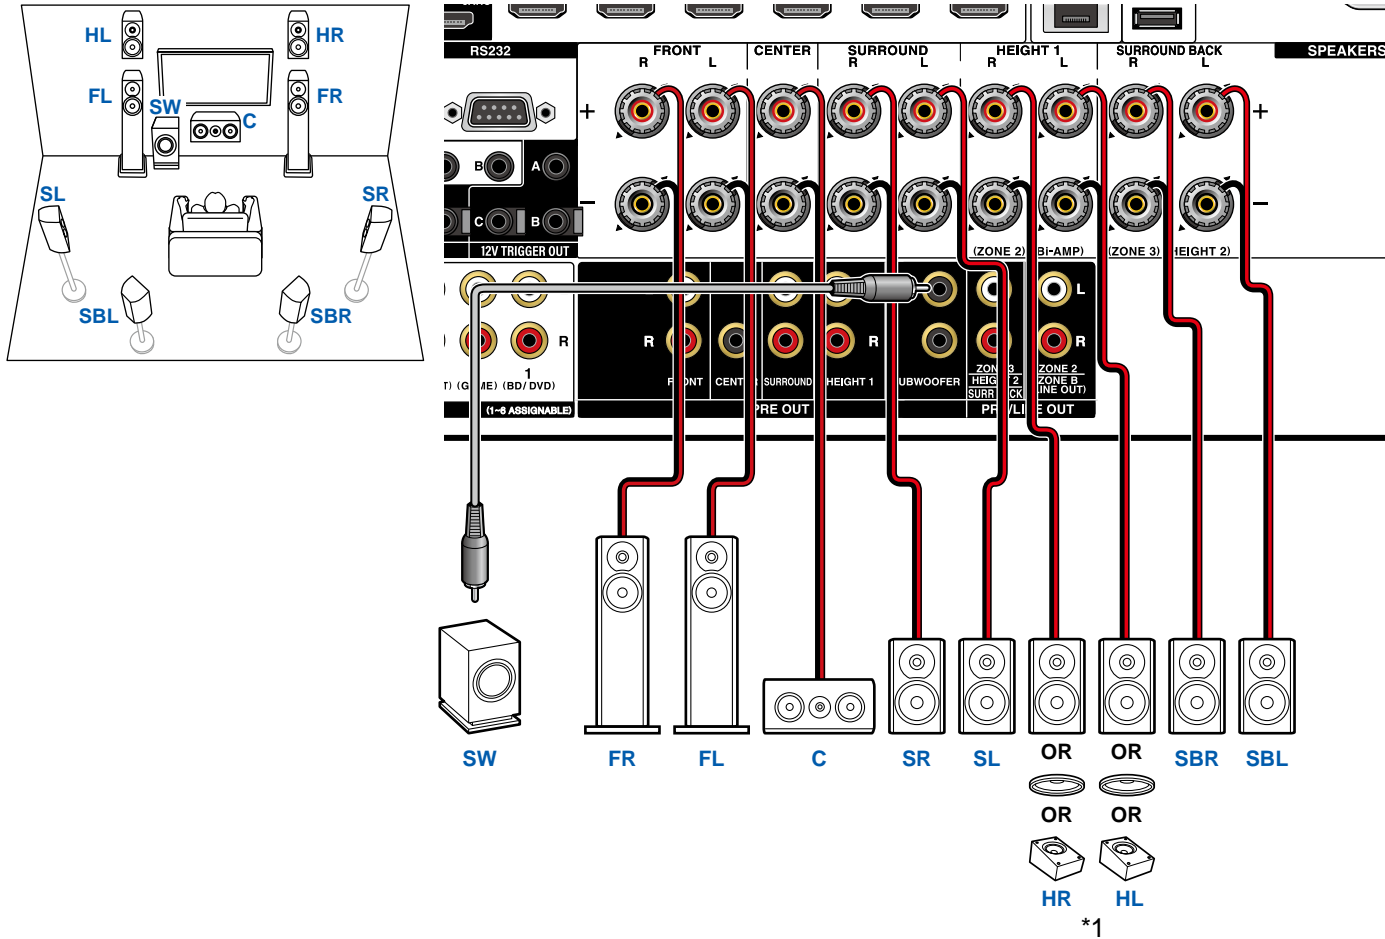 HL
HR
FL
SW
C
FR
SL
SR
SBL
SBR
RS232
FRONT
CENTER
SURROUND
HEIGHT 1
SURROUND BACK
SPEAKERS
R L
R L
R L
R L
+
+
B
A
-
-
C
B
12V TRIGGER OUT
(ZONE 2)
Bi-AMP)
(ZONE 3)
HEIGHT 2)
L
R
R
R
R
1
(BD/DVD)
(1~6 ASSIGNABLE)
SURROUND
HEIGHT 1
UBWOOFER
ZONE 2
ZONE B
PRE OUT
SW
FR
FL
C
SR
SL
OR
OR
SBR
SBL
OR
OR
HR
HL
*1